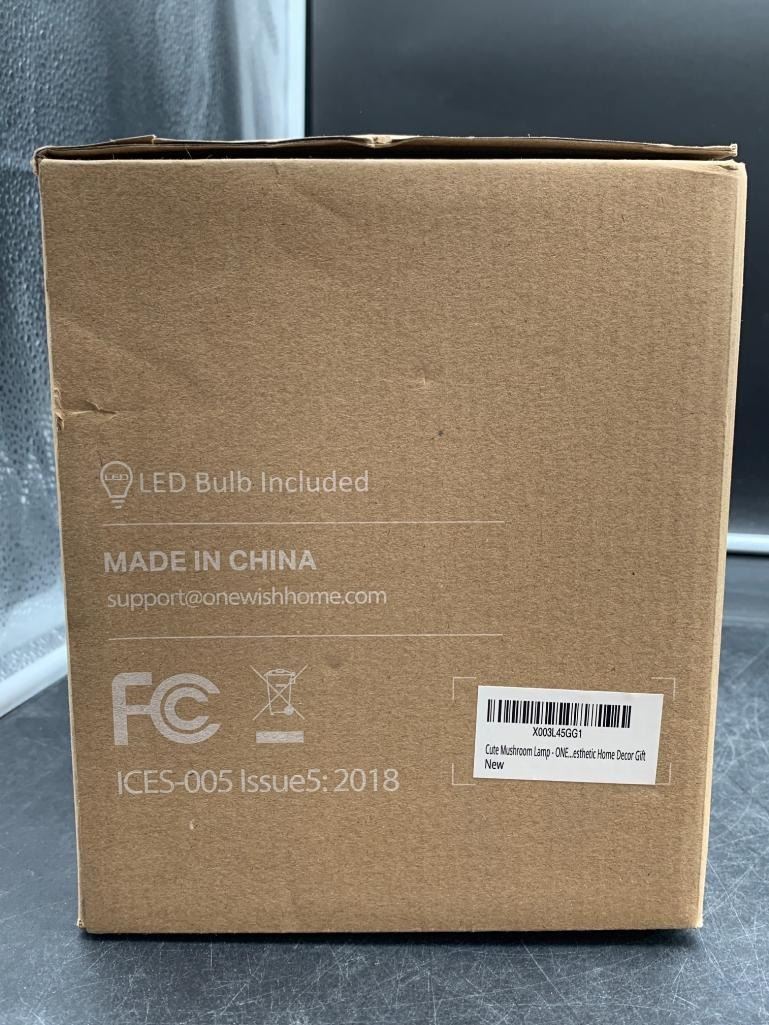 LED
LED Bulb Included
MADE IN CHINA
support@onewishhome.com
FC
ICES-005 Issue5: 2018
X003L45GG1
Cute Mushroom Lamp - ONE...esthetic Home Decor Gift
New